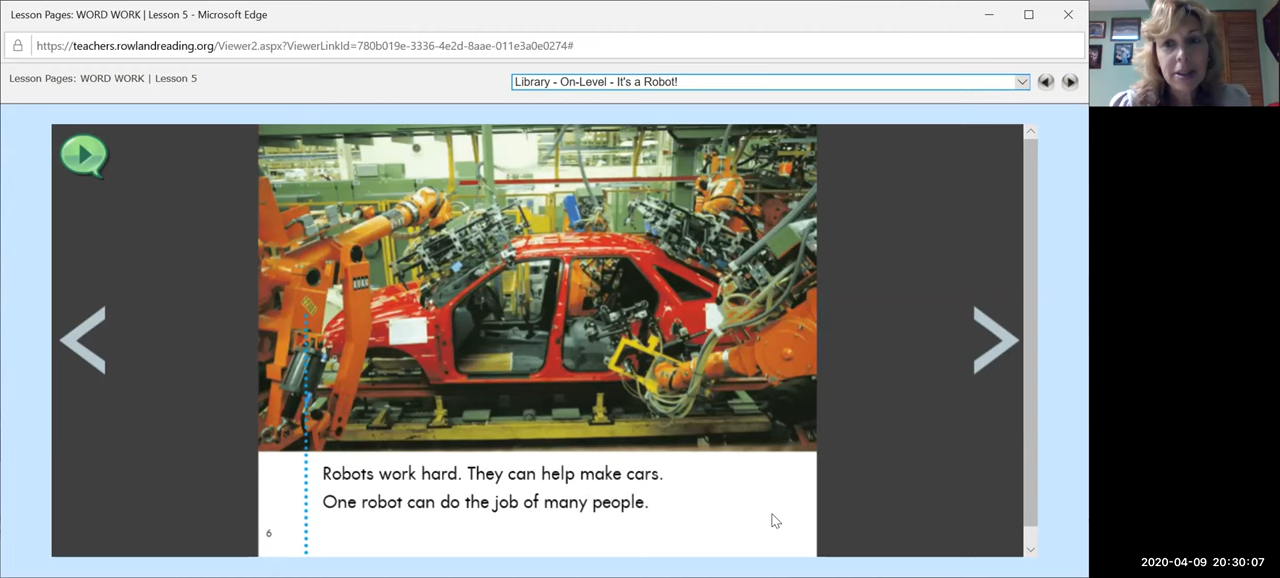 Lesson Pages: WORD WORK | Lesson 5 - Microsoft Edge
https://teachers.rowlandreading.org/Viewer2.aspx?ViewerLinkId=780b019e-3336-4e2d-8aae-011e3a0e0274#
Lesson Pages: WORD WORK | Lesson 5
Library - On-Level - It's a Robot!
KUKA
Robots work hard. They can help make cars.
One robot can do the job of many people.
6
2020-04-09 20:30:07